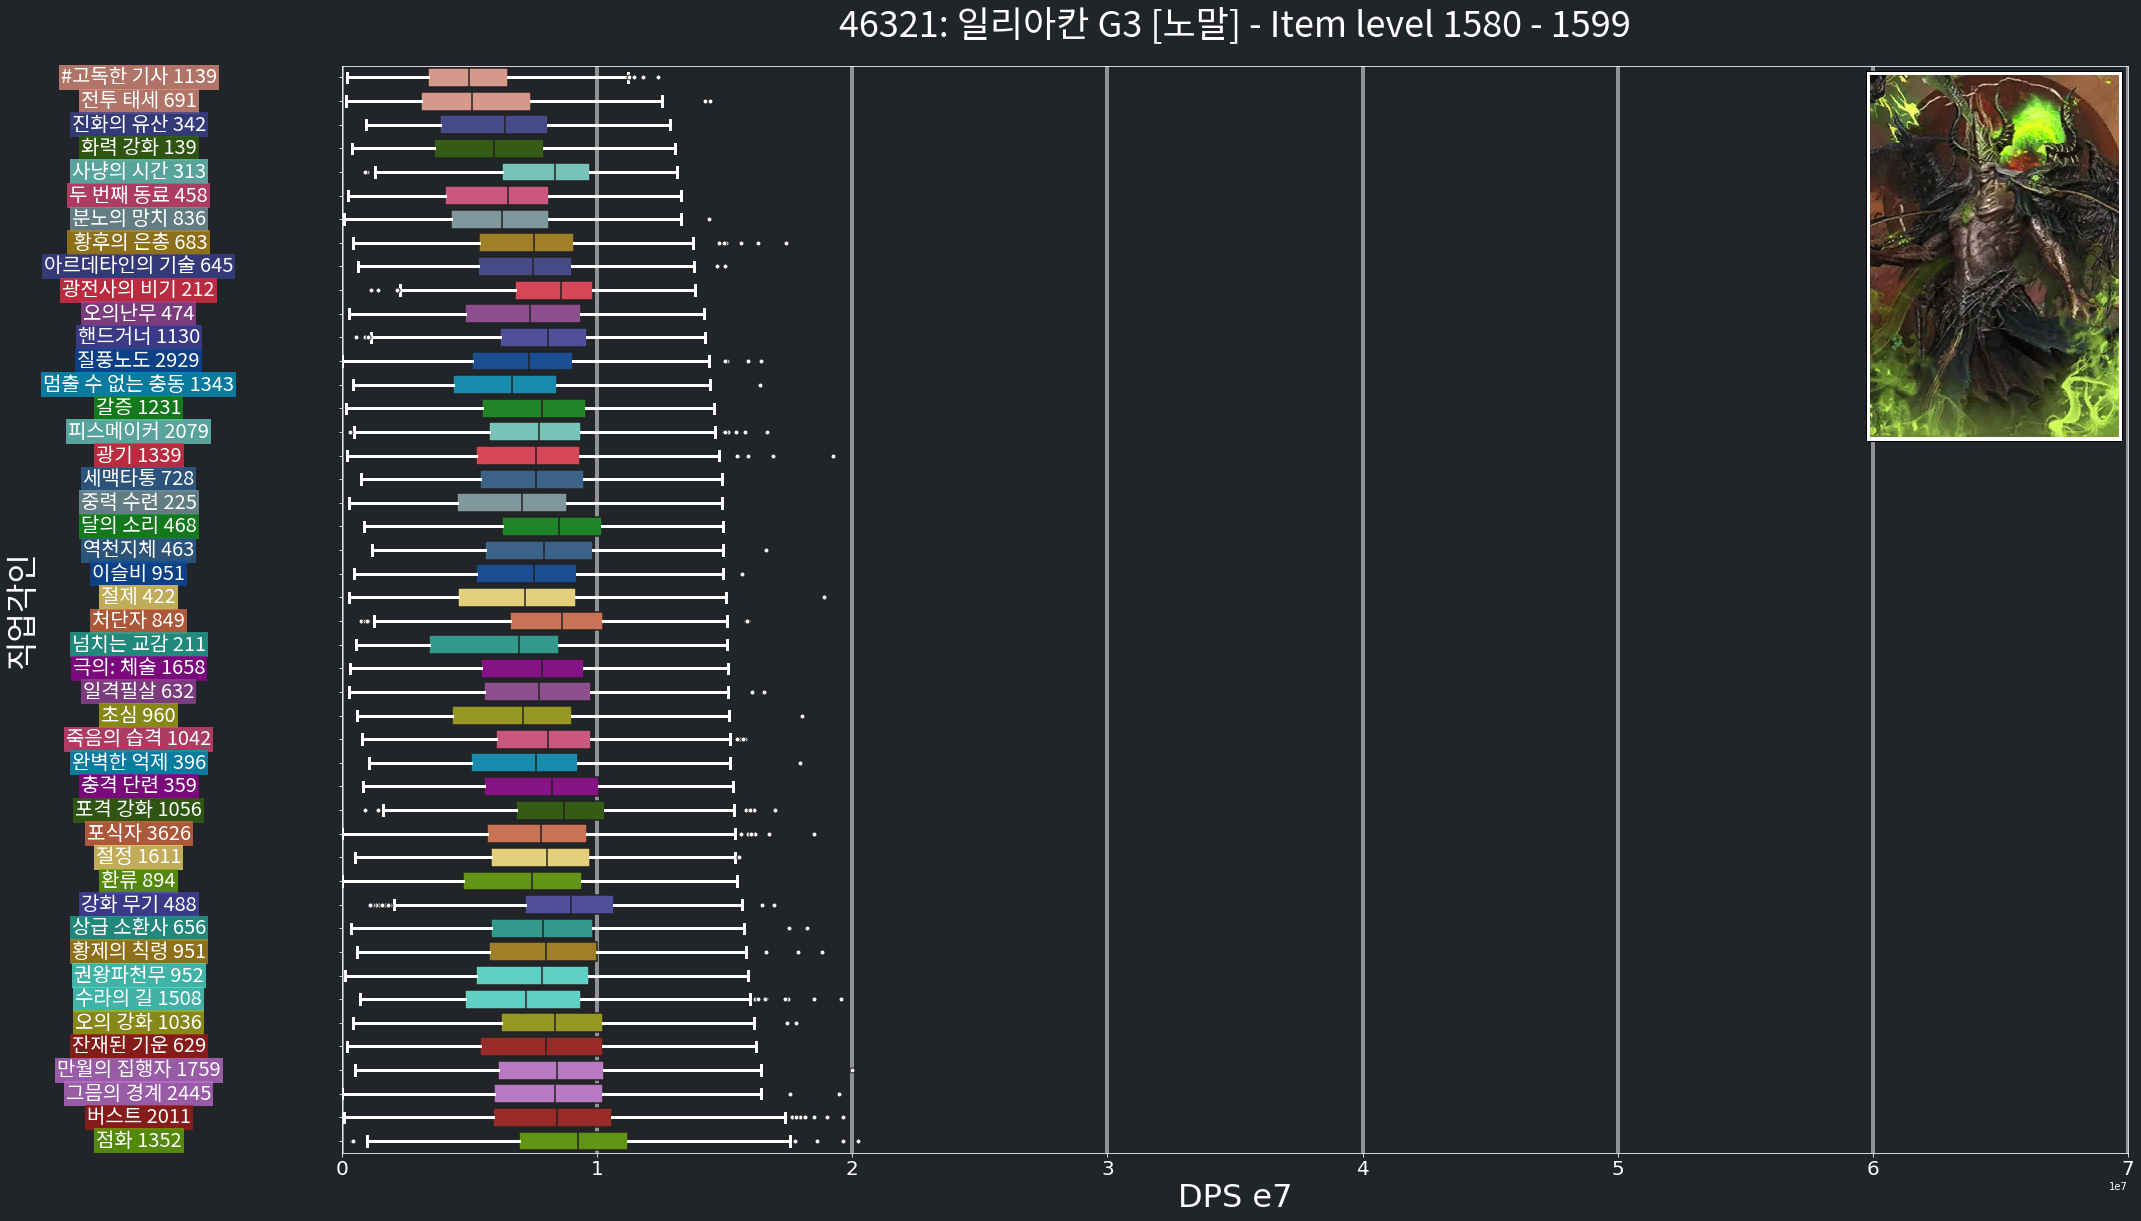 46321: 일리아칸 G3 [노말] - Item level 1580 - 1599
#고독한 기사 1139
전투 태세 691
진화의 유산 342
화력 강화 139
사냥의 시간 313
두 번째 동료 458
분노의 망치 836
황후의 은총 683
아르데타인의 기술 645
광전사의 비기 212
오의난무 474
핸드거너 1130
질풍노도 2929
멈출 수 없는 충동 1343
갈증 1231
피스메이커 2079
광기 1339
세맥타통 728
중력 수련 225
달의 소리 468
역천지체 463
이슬비 951
절제 422
처단자 849
넘치는 교감 211
극의: 체술 1658
일격필살 632
초심 960
죽음의 습격 1042
완벽한 억제 396
충격 단련 359
포격 강화 1056
포식자 3626
절정 1611
환류 894
강화 무기 488
상급 소환사 656
황제의 칙령 951
권왕파천무 952
수라의 길 1508
오의 강화 1036
잔재된 기운 629
만월의 집행자 1759
그믐의 경계 2445
버스트 2011
점화 1352
직업각인
0 1 2 3 4 5 6 7
1e7
DPS e7